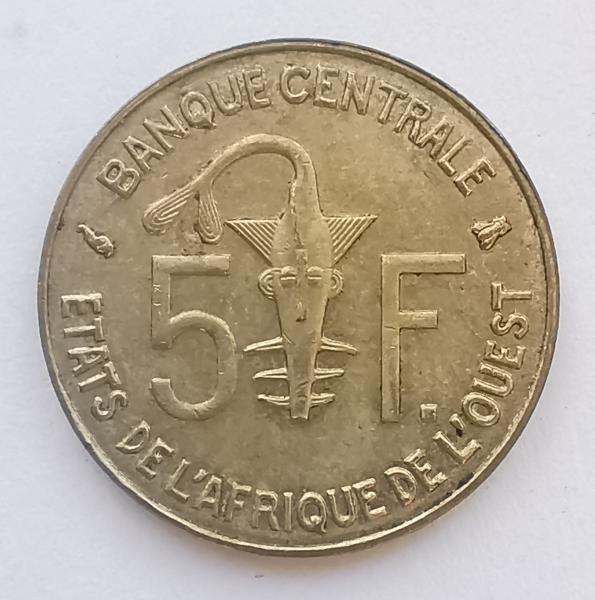 BANQUE CENTRALE
5 F.
ETATS DE L'AFRIQUE DE L'OUEST